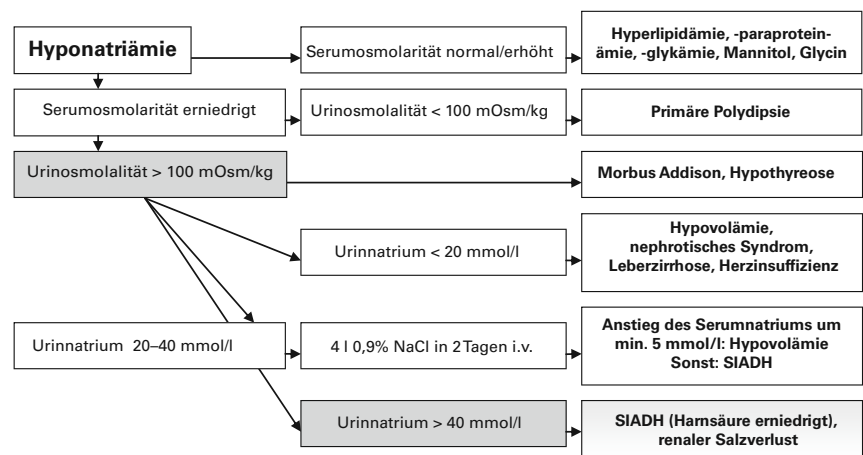 Hyponatriämie
Serumosmolarität normal/erhöht
Hyperlipidämie, -paraprotein-
ämie, -glykämie, Mannitol, Glycin
Serumosmolarität erniedrigt
Urinosmolalität < 100 mOsm/kg
Primäre Polydipsie
Urinosmolalität > 100 mOsm/kg
Morbus Addison, Hypothyreose
Urinnatrium < 20 mmol/l
Hypovolämie,
nephrotisches Syndrom,
Leberzirrhose, Herzinsuffizienz
Urinnatrium 20–40 mmol/l
4 l 0,9% NaCl in 2 Tagen i.v.
Anstieg des Serumnatriums um
min. 5 mmol/l: Hypovolämie
Sonst: SIADH
Urinnatrium > 40 mmol/l
SIADH (Harnsäure erniedrigt),
renaler Salzverlust